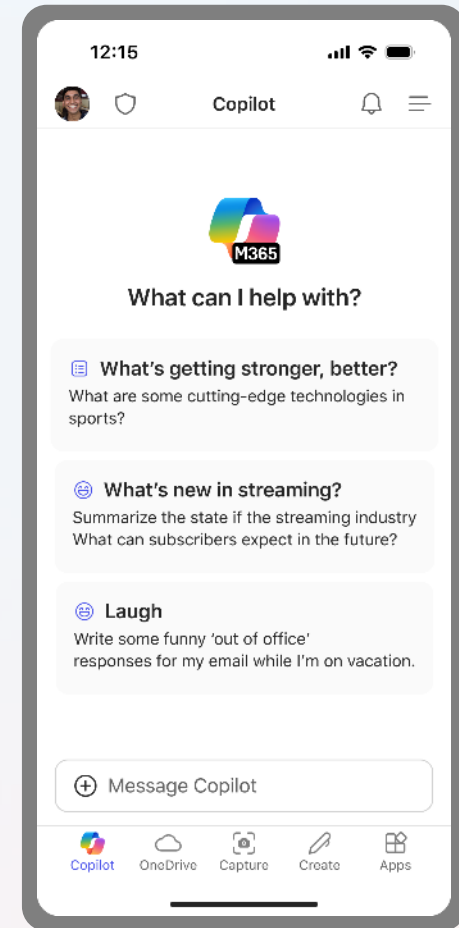 12:15
Copilot
M365
What can I help with?
What's getting stronger, better?
What are some cutting-edge technologies in
sports?
What's new in streaming?
Summarize the state if the streaming industry
What can subscribers expect in the future?
Laugh
Write some funny 'out of office'
responses for my email while I'm on vacation.
Message Copilot
Copilot OneDrive Capture Create Apps